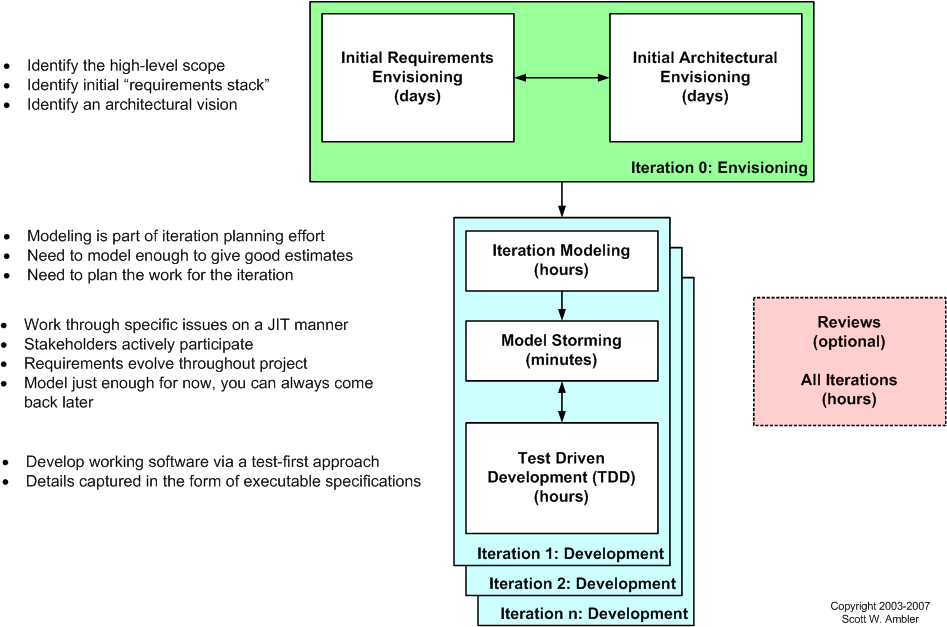 Initial Requirements
Envisioning
(days)
Initial Architectural
Envisioning
(days)
Iteration 0: Envisioning
• Identify the high-level scope
• Identify initial “requirements stack”
• Identify an architectural vision
• Modeling is part of iteration planning effort
• Need to model enough to give good estimates
• Need to plan the work for the iteration
Iteration Modeling
(hours)
• Work through specific issues on a JIT manner
• Stakeholders actively participate
• Requirements evolve throughout project
• Model just enough for now, you can always come
back later
Model Storming
(minutes)
Reviews
(optional)
All Iterations
(hours)
• Develop working software via a test-first approach
• Details captured in the form of executable specifications
Test Driven
Development (TDD)
(hours)
Iteration 1: Development
Iteration 2: Development
Iteration n: Development
Copyright 2003-2007
Scott W. Ambler